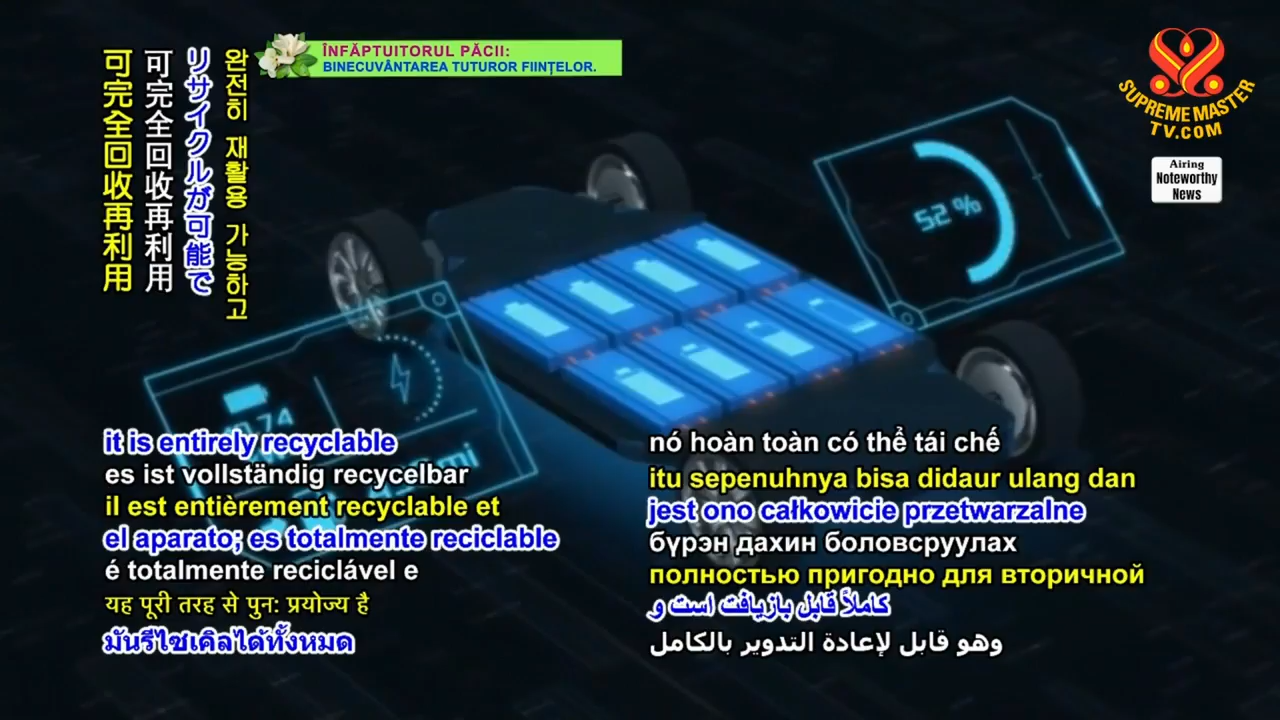 ÎNFĂPTUITORUL PĂCII:
BINECUVÂNTAREA TUTUROR FIINȚELOR.
SUPREME MASTER
TV.COM
Airing
Noteworthy
News
완전히 재활용 가능하고
リサイクルが可能で
可完全回收再利用
可完全回收再利用
52 %
it is entirely recyclable
es ist vollständig recycelbar
il est entièrement recyclable et
el aparato; es totalmente reciclable
é totalmente reciclável e
यह पूरी तरह से पुन: प्रयोज्य है
มันรีไซเคิลได้ทั้งหมด
nó hoàn toàn có thể tái chế
itu sepenuhnya bisa didaur ulang dan
jest ono całkowicie przetwarzalne
бүрэн дахин боловсруулах
полностью пригодно для вторичной
کاملاً قابل بازیافت است و
وهو قابل لإعادة التدوير بالكامل